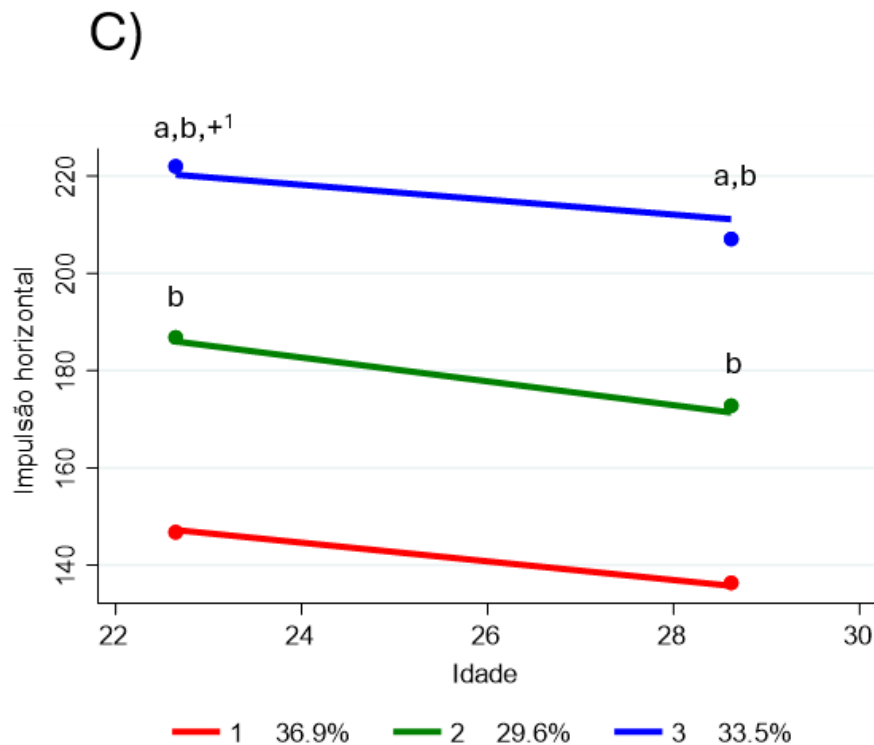 C)
a,b,+¹
a,b
b
b
Impulsão horizontal
220
200
180
160
140
22 24 26 28 30
Idade
1 36.9% 2 29.6% 3 33.5%